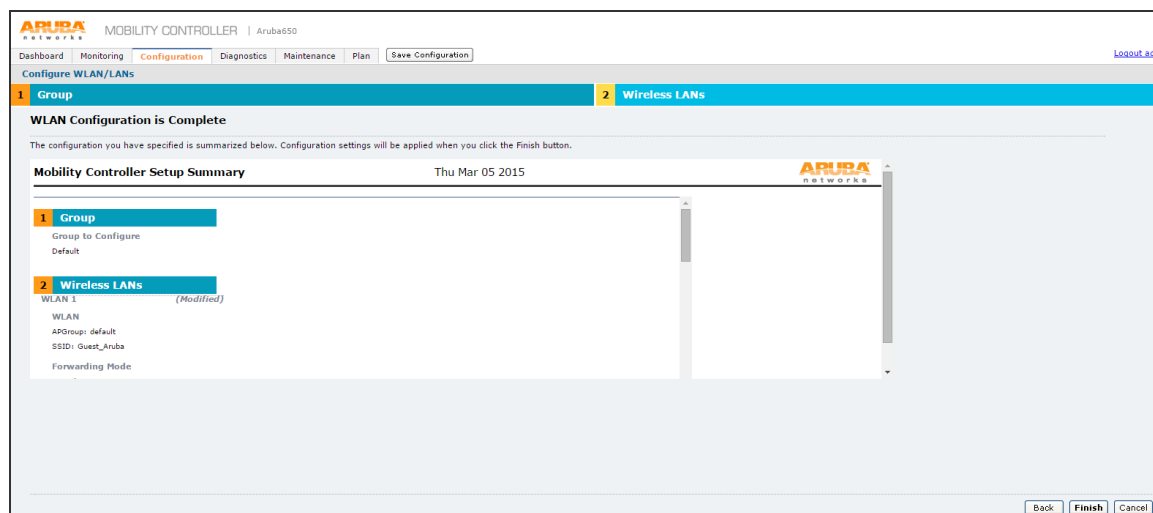 ARUBA networks MOBILITY CONTROLLER | Aruba650
Dashboard Monitoring Configuration Diagnostics Maintenance Plan Save Configuration Logout ad
Configure WLAN/LANs
1 Group 2 Wireless LANs
WLAN Configuration is Complete
The configuration you have specified is summarized below. Configuration settings will be applied when you click the Finish button.
Mobility Controller Setup Summary Thu Mar 05 2015 ARUBA networks
1 Group
Group to Configure
Default
2 Wireless LANs
WLAN 1 (Modified)
WLAN
APGroup: default
SSID: Guest_Aruba
Forwarding Mode
Back Finish Cancel